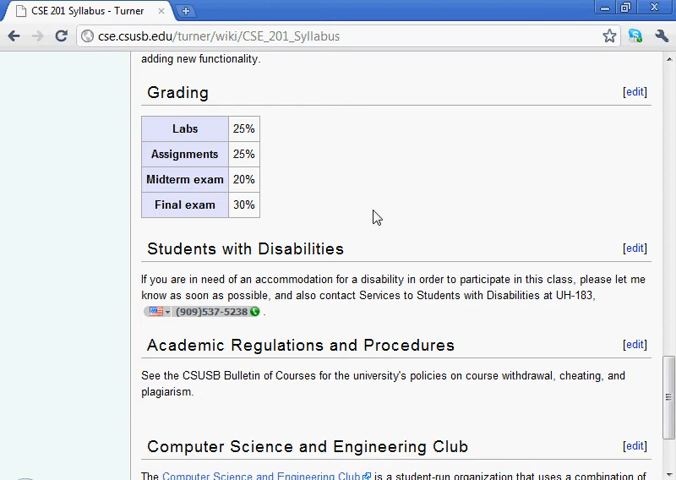 CSE 201 Syllabus - Turner
cse.csusb.edu/turner/wiki/CSE_201_Syllabus
adding new functionality.
Grading [edit]
Labs 25%
Assignments 25%
Midterm exam 20%
Final exam 30%
Students with Disabilities [edit]
If you are in need of an accommodation for a disability in order to participate in this class, please let me
know as soon as possible, and also contact Services to Students with Disabilities at UH-183,
(909)537-5238 .
Academic Regulations and Procedures [edit]
See the CSUSB Bulletin of Courses for the university's policies on course withdrawal, cheating, and
plagiarism.
Computer Science and Engineering Club [edit]
The Computer Science and Engineering Club is a student-run organization that uses a combination of